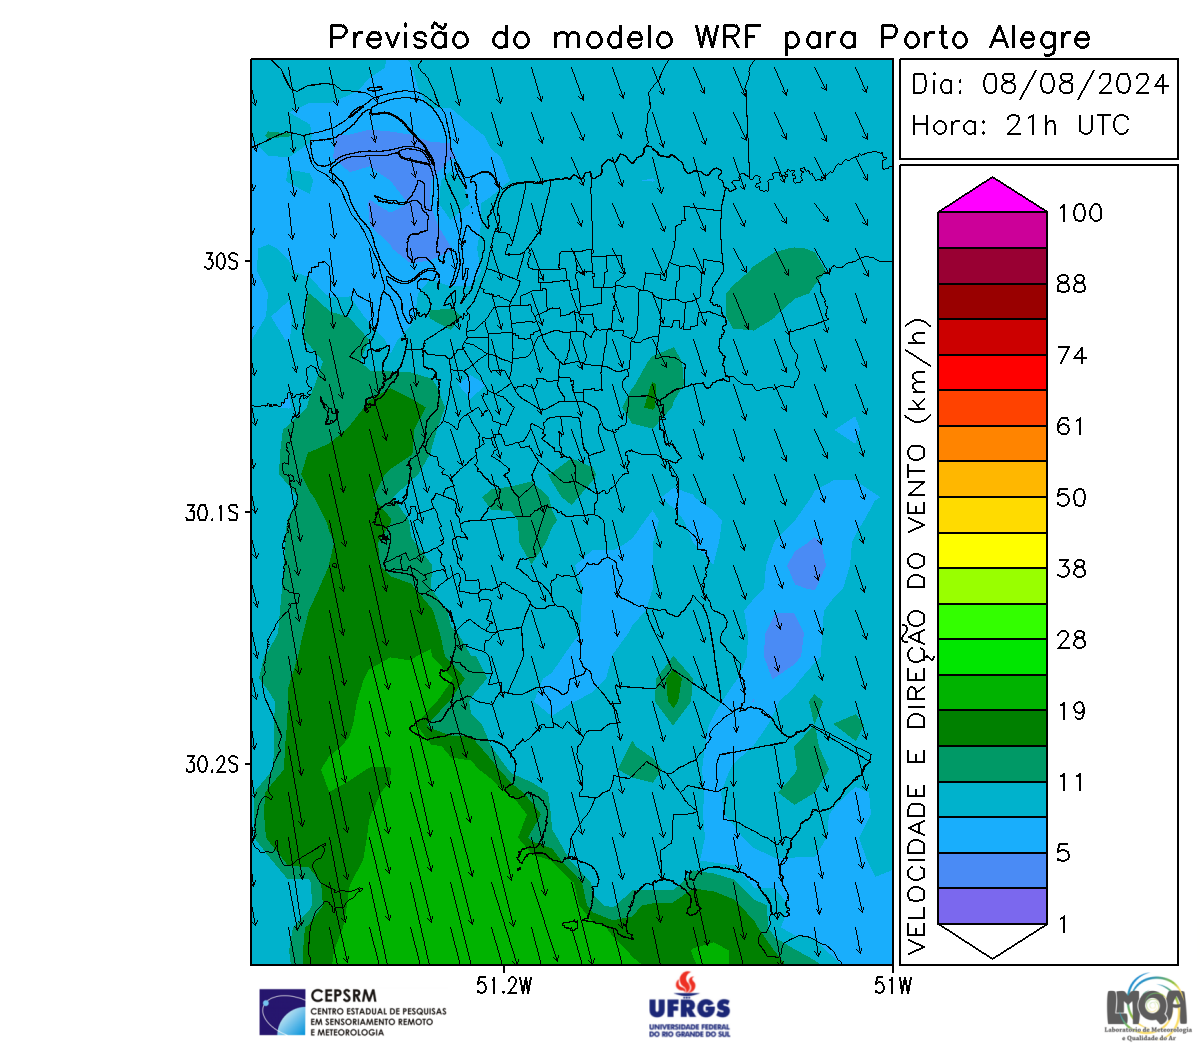 Previsão do modelo WRF para Porto Alegre
Dia: 08/08/2024
Hora: 21h UTC
30S
30.1S
30.2S
51.2W
51W
VELOCIDADE E DIREÇÃO DO VENTO (km/h)
100
88
74
61
50
38
28
19
11
5
1
CEPSRM
CENTRO ESTADUAL DE PESQUISAS
EM SENSORIAMENTO REMOTO
E METEOROLOGIA
UFRGS
UNIVERSIDADE FEDERAL
DO RIO GRANDE DO SUL
LMQA
Laboratório de Meteorologia
e Qualidade do Ar